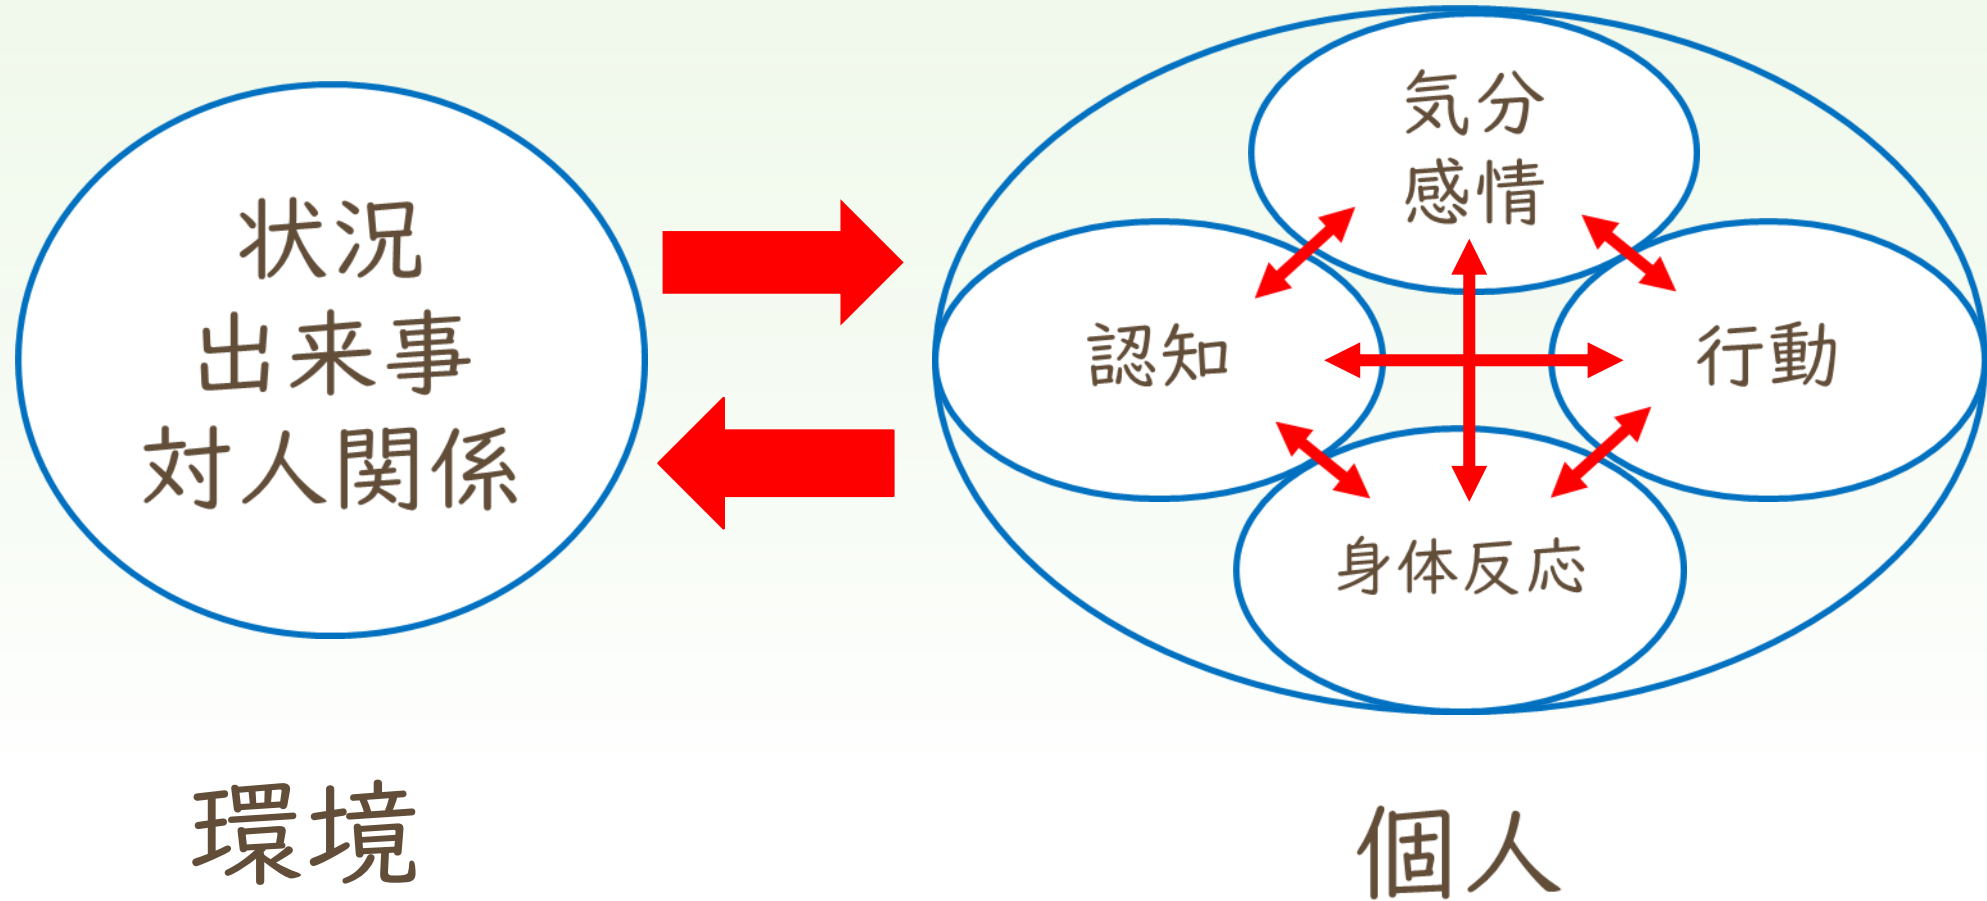 状況
出来事
対人関係
環境
気分
感情
認知
行動
身体反応
個人